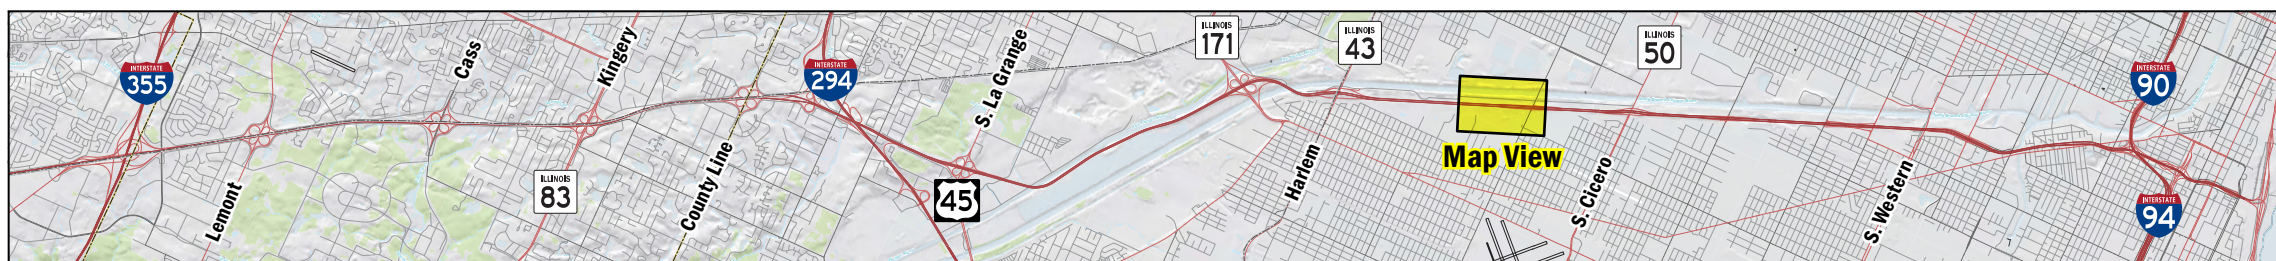 INTERSTATE
355
Lemont
Cass
ILLINOIS
83
Kingery
County Line
INTERSTATE
294
S. La Grange
45
ILLINOIS
171
Harlem
ILLINOIS
43
Map View
S. Cicero
ILLINOIS
50
S. Western
INTERSTATE
90
INTERSTATE
94